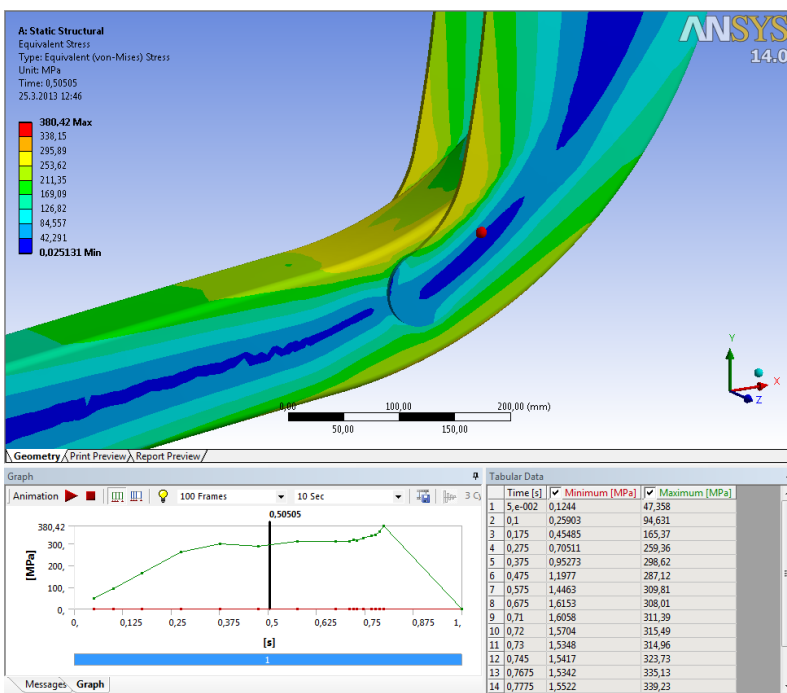 A: Static Structural
Equivalent Stress
Type: Equivalent (von-Mises) Stress
Unit: MPa
Time: 0,50505
25.3.2013 12:46
380,42 Max
338,15
295,89
253,62
211,35
169,09
126,82
84,557
42,291
0,025131 Min
ANSYS
14.0
Y
X
Z
0,00 100,00 200,00 (mm)
50,00 150,00
Geometry Print Preview Report Preview
Graph
Animation 100 Frames 10 Sec 3 Cy
0,50505
380,42
300,
200,
100,
0,
[MPa]
0, 0,125 0,25 0,375 0,5 0,625 0,75 0,875 1,
[s]
1
Messages Graph
Tabular Data
Time [s] Minimum [MPa] Maximum [MPa]
1 5,e-002 0,1244 47,358
2 0,1 0,25903 94,631
3 0,175 0,45485 165,37
4 0,275 0,70511 259,36
5 0,375 0,95273 298,62
6 0,475 1,1977 287,12
7 0,575 1,4463 309,81
8 0,675 1,6153 308,01
9 0,71 1,6058 311,39
10 0,72 1,5704 315,49
11 0,73 1,5348 314,96
12 0,745 1,5417 323,73
13 0,7675 1,5342 335,13
14 0,7775 1,5522 339,23